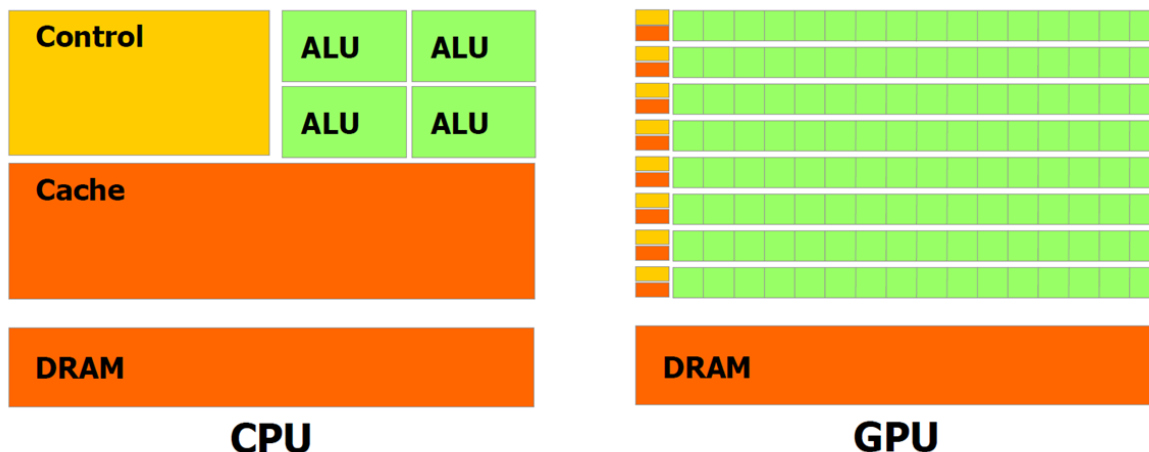 Control
ALU
ALU
ALU
ALU
Cache
DRAM
CPU
DRAM
GPU